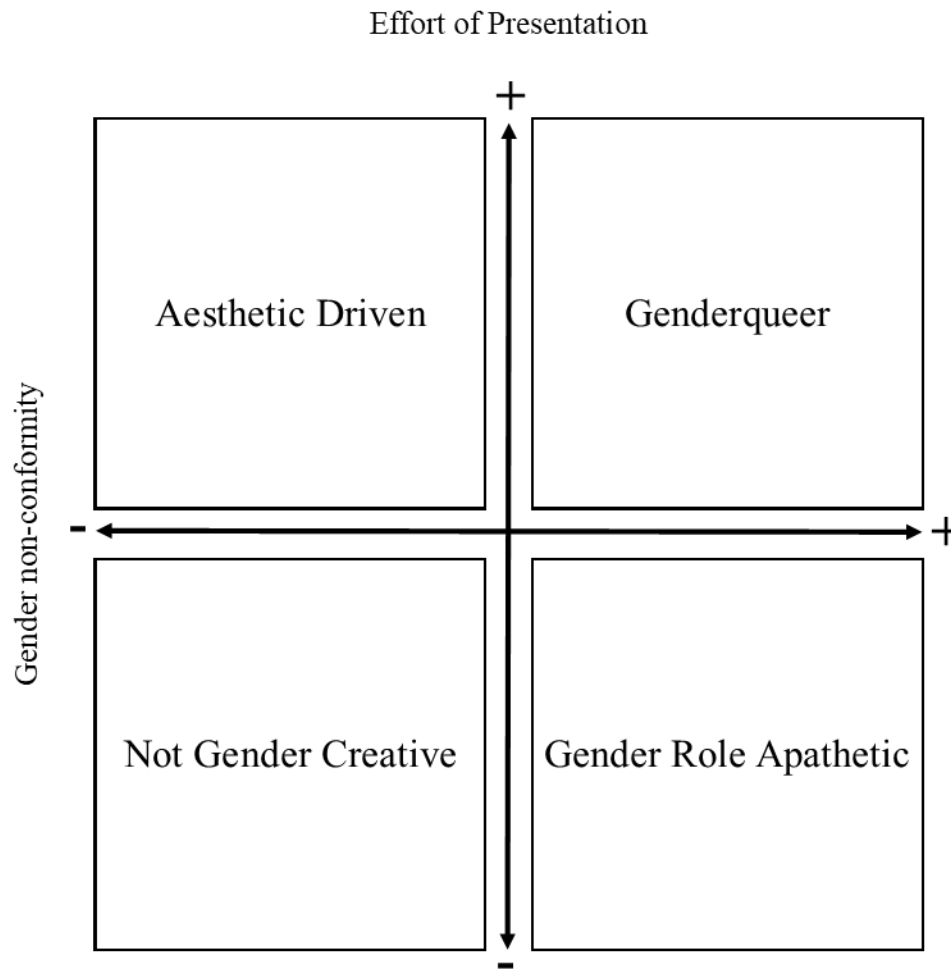 Effort of Presentation
+
Aesthetic Driven
Genderqueer
Gender non-conformity
-
+
Not Gender Creative
Gender Role Apathetic
-